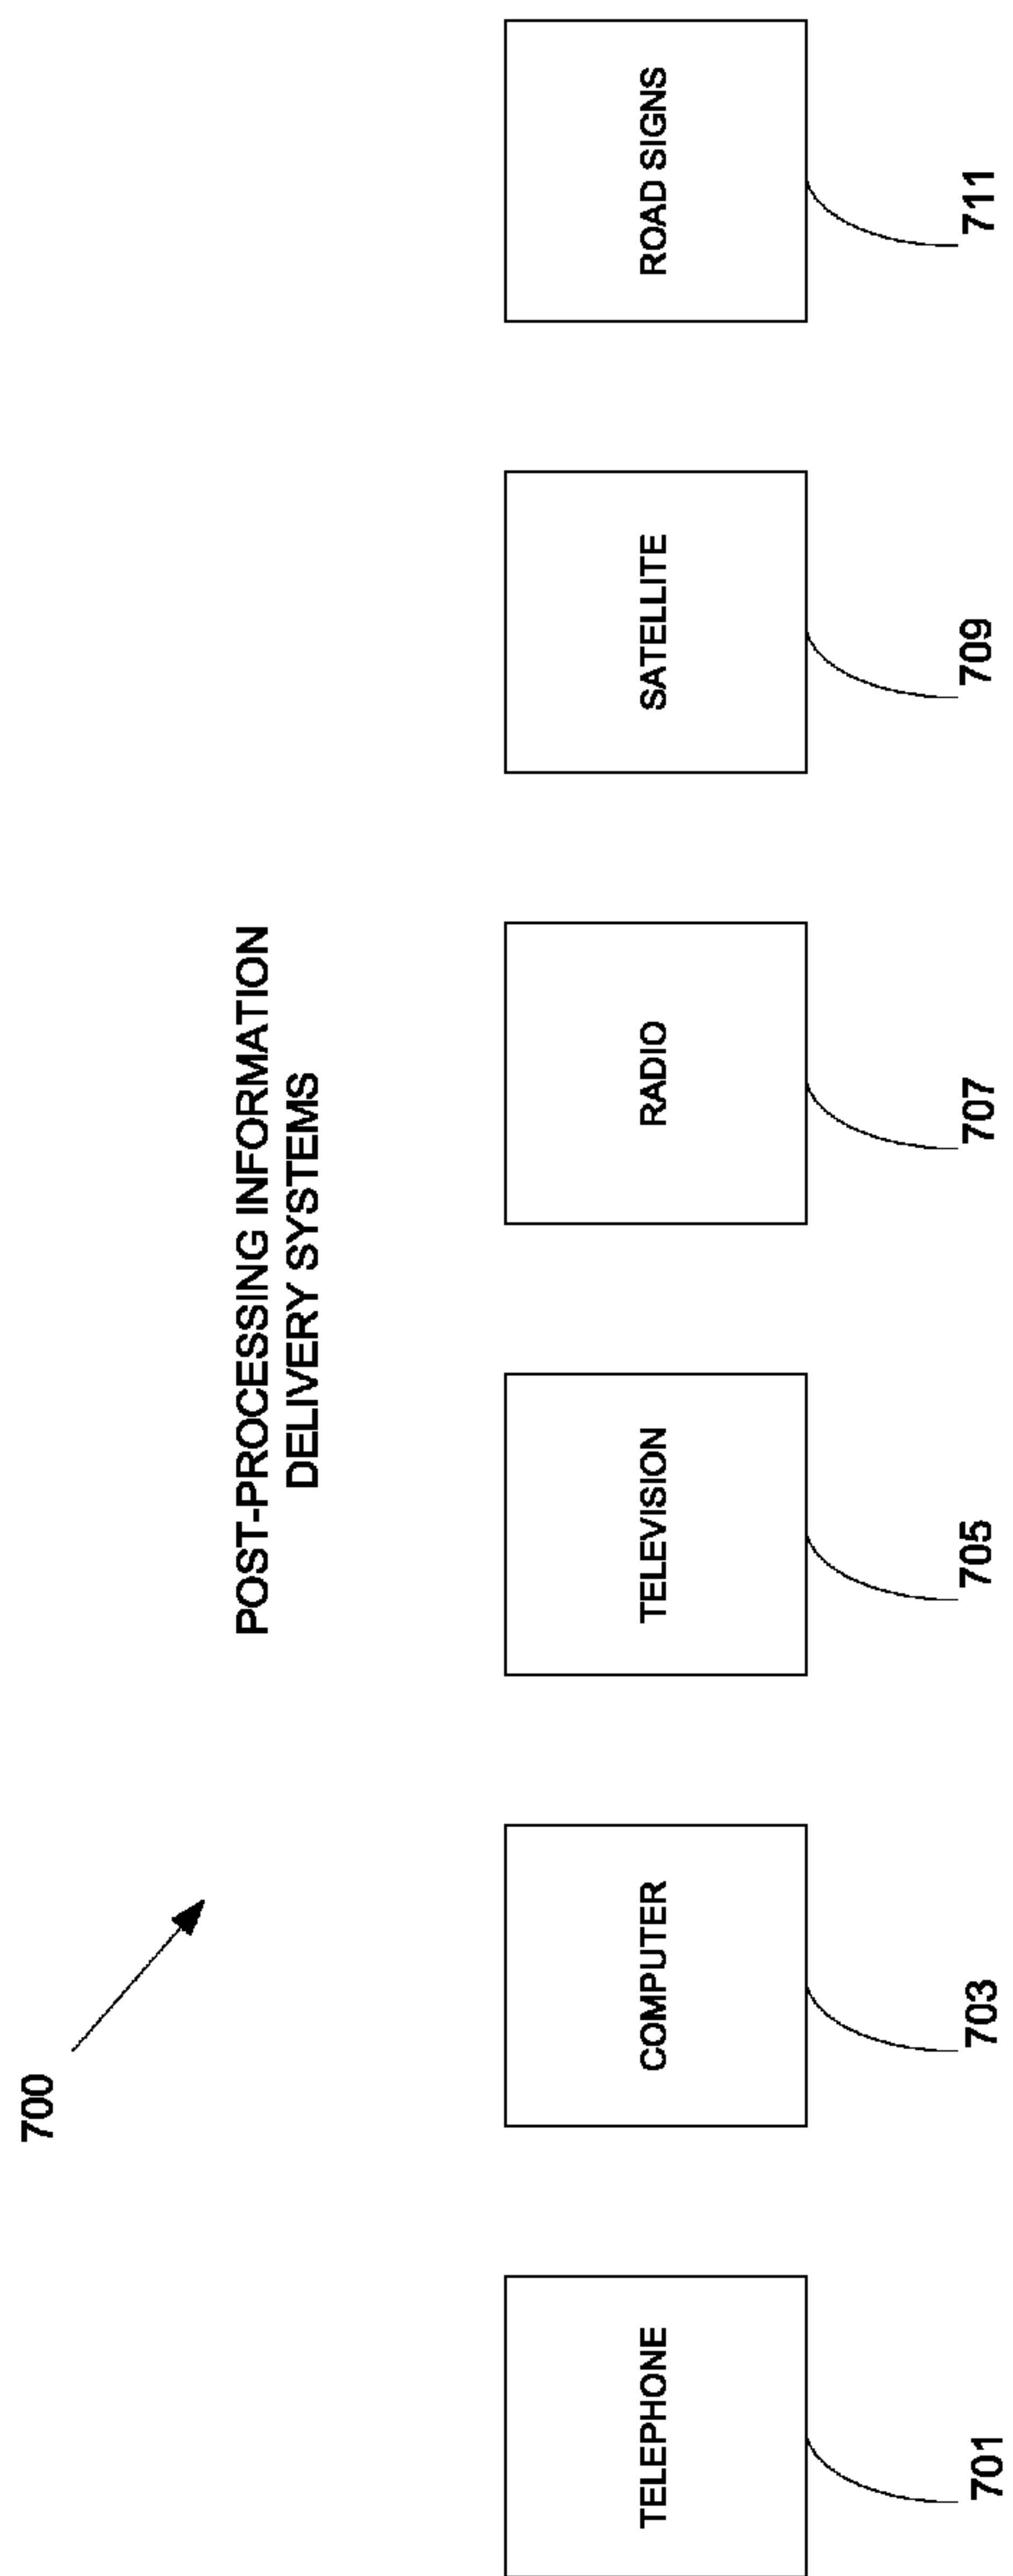 700
POST-PROCESSING INFORMATION
DELIVERY SYSTEMS
TELEPHONE
COMPUTER
TELEVISION
RADIO
SATELLITE
ROAD SIGNS
701
703
705
707
709
711